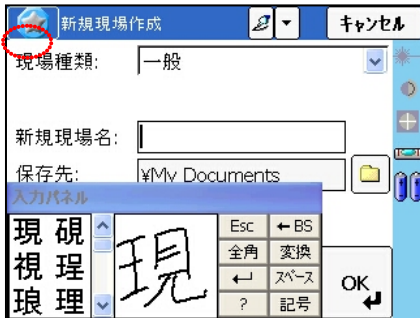 新規現場作成 キャンセル
現場種類: 一般
新規現場名:
保存先: ¥My Documents
入力パネル
現 硯 Esc ←BS
全角 変換
視 珵 現 ↵ スペース
琅 理 ? 記号
OK